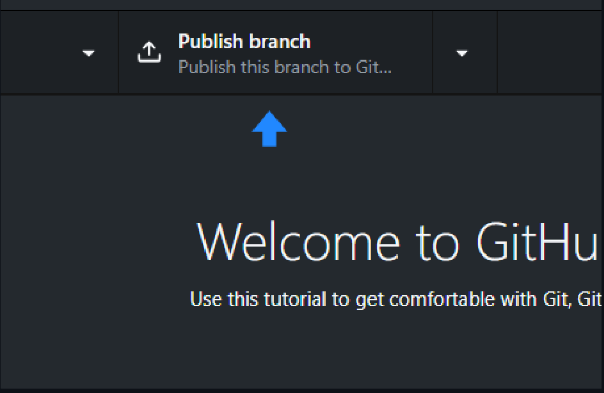 Publish branch
Publish this branch to Git...
Welcome to GitHu
Use this tutorial to get comfortable with Git, Git